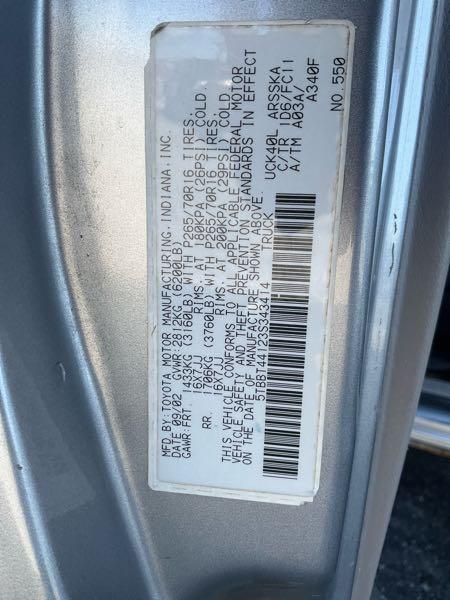 MFD. BY: TOYOTA MOTOR MANUFACTURING, INDIANA. INC.
DATE 09/02 GVWR: 2812KG (6200LB)
GAWR: FRT. 1433KG (3160LB) WITH P265/70R16 TIRES.
16X7JJ RIMS. AT 180KPA (26PSI) COLD.
RR. 1706KG (3760LB) WITH P265/70R16 TIRES.
16X7JJ RIMS. AT 200KPA (29PSI) COLD.
THIS VEHICLE CONFORMS TO ALL APPLICABLE FEDERAL MOTOR
VEHICLE SAFETY AND THEFT PREVENTION STANDARDS IN EFFECT
ON THE DATE OF MANUFACTURE SHOWN ABOVE.
5TBBT44123S343414 TRUCK
UCK40L ARSSKA
C/TR 1D6/FC11
A/TM A03A/
A340F
NO. 550